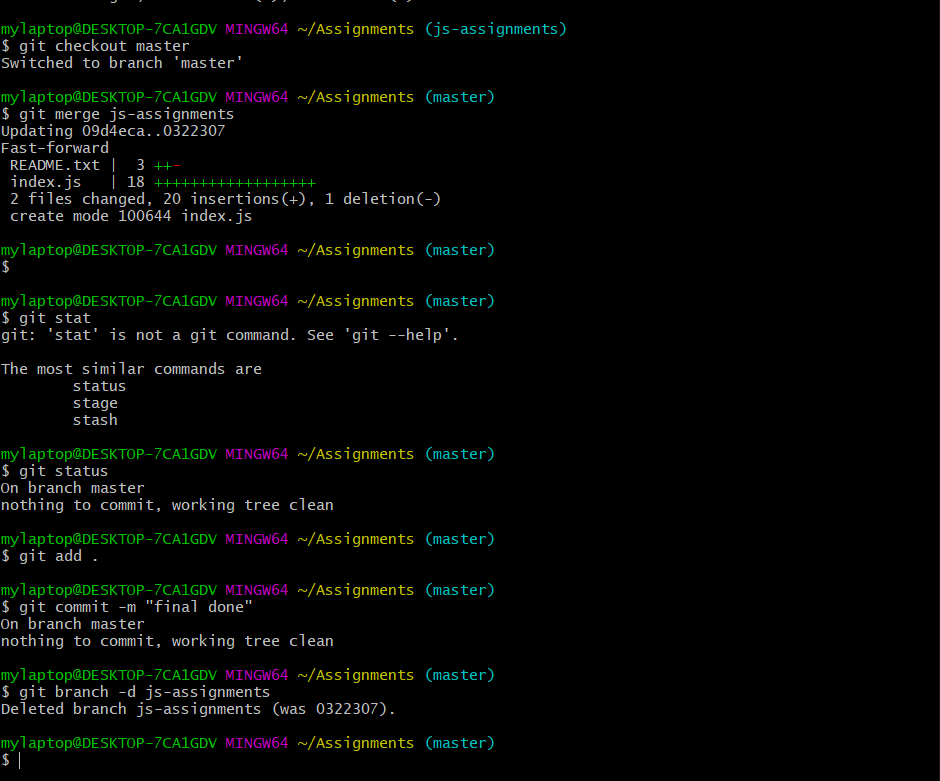 mylaptop@DESKTOP-7CA1GDV MINGW64 ~/Assignments (js-assignments)
$ git checkout master
Switched to branch 'master'

mylaptop@DESKTOP-7CA1GDV MINGW64 ~/Assignments (master)
$ git merge js-assignments
Updating 09d4eca..0322307
Fast-forward
 README.txt |  3 ++-
 index.js   | 18 ++++++++++++++++++
 2 files changed, 20 insertions(+), 1 deletion(-)
 create mode 100644 index.js

mylaptop@DESKTOP-7CA1GDV MINGW64 ~/Assignments (master)
$

mylaptop@DESKTOP-7CA1GDV MINGW64 ~/Assignments (master)
$ git stat
git: 'stat' is not a git command. See 'git --help'.

The most similar commands are
        status
        stage
        stash

mylaptop@DESKTOP-7CA1GDV MINGW64 ~/Assignments (master)
$ git status
On branch master
nothing to commit, working tree clean

mylaptop@DESKTOP-7CA1GDV MINGW64 ~/Assignments (master)
$ git add .

mylaptop@DESKTOP-7CA1GDV MINGW64 ~/Assignments (master)
$ git commit -m "final done"
On branch master
nothing to commit, working tree clean

mylaptop@DESKTOP-7CA1GDV MINGW64 ~/Assignments (master)
$ git branch -d js-assignments
Deleted branch js-assignments (was 0322307).

mylaptop@DESKTOP-7CA1GDV MINGW64 ~/Assignments (master)
$